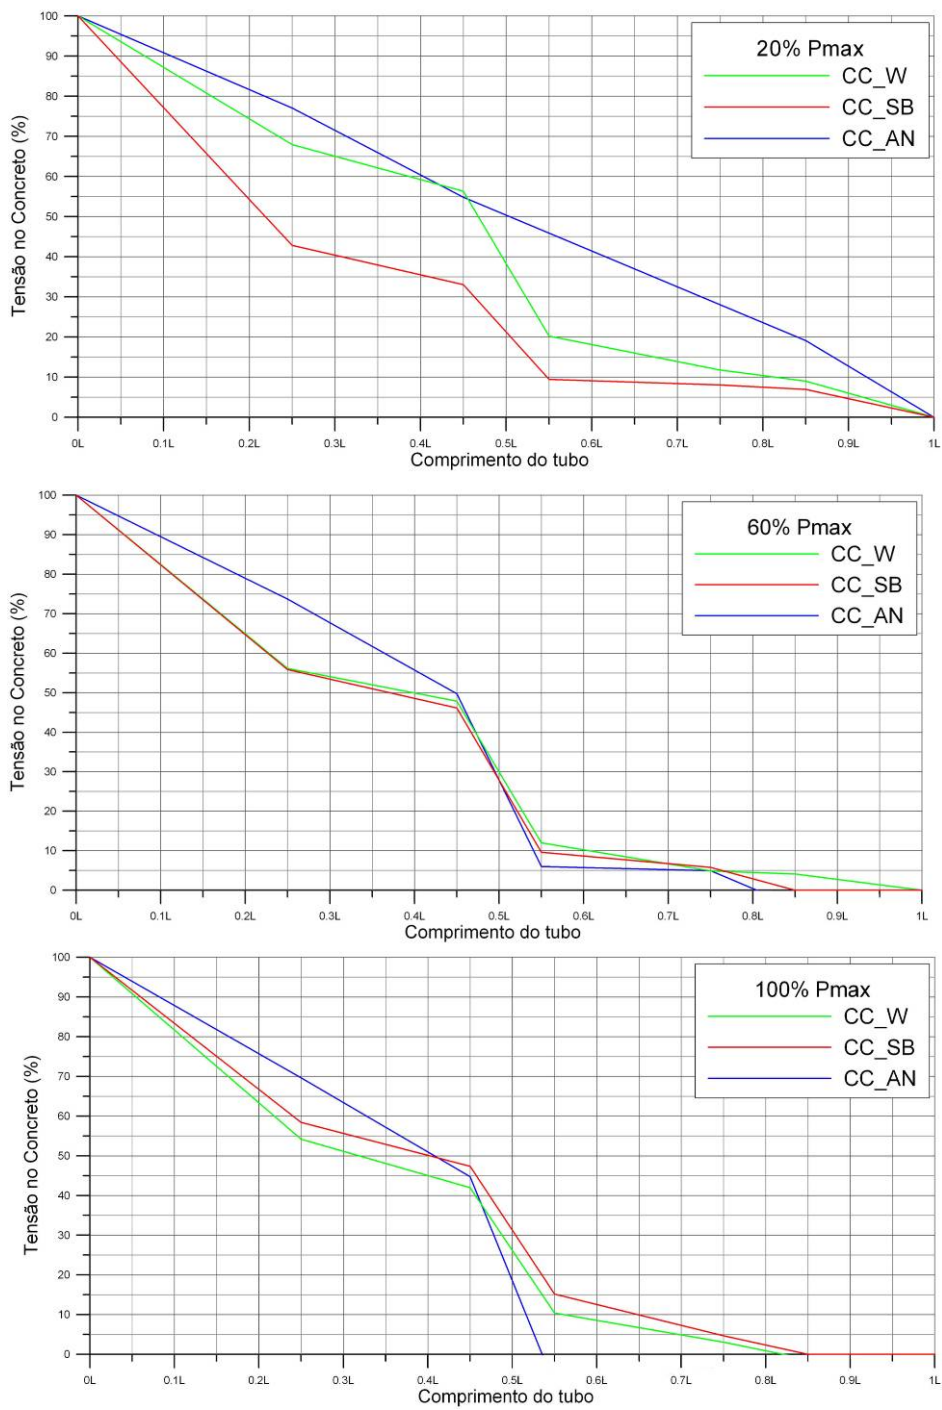 100
90
80
70
60
50
40
30
20
10
0
Tensão no Concreto (%)
20% Pmax
CC_W
CC_SB
CC_AN
0L 0.1L 0.2L 0.3L 0.4L 0.5L 0.6L 0.7L 0.8L 0.9L 1L
Comprimento do tubo
100
90
80
70
60
50
40
30
20
10
0
Tensão no Concreto (%)
60% Pmax
CC_W
CC_SB
CC_AN
0L 0.1L 0.2L 0.3L 0.4L 0.5L 0.6L 0.7L 0.8L 0.9L 1L
Comprimento do tubo
100
90
80
70
60
50
40
30
20
10
0
Tensão no Concreto (%)
100% Pmax
CC_W
CC_SB
CC_AN
0L 0.1L 0.2L 0.3L 0.4L 0.5L 0.6L 0.7L 0.8L 0.9L 1L
Comprimento do tubo